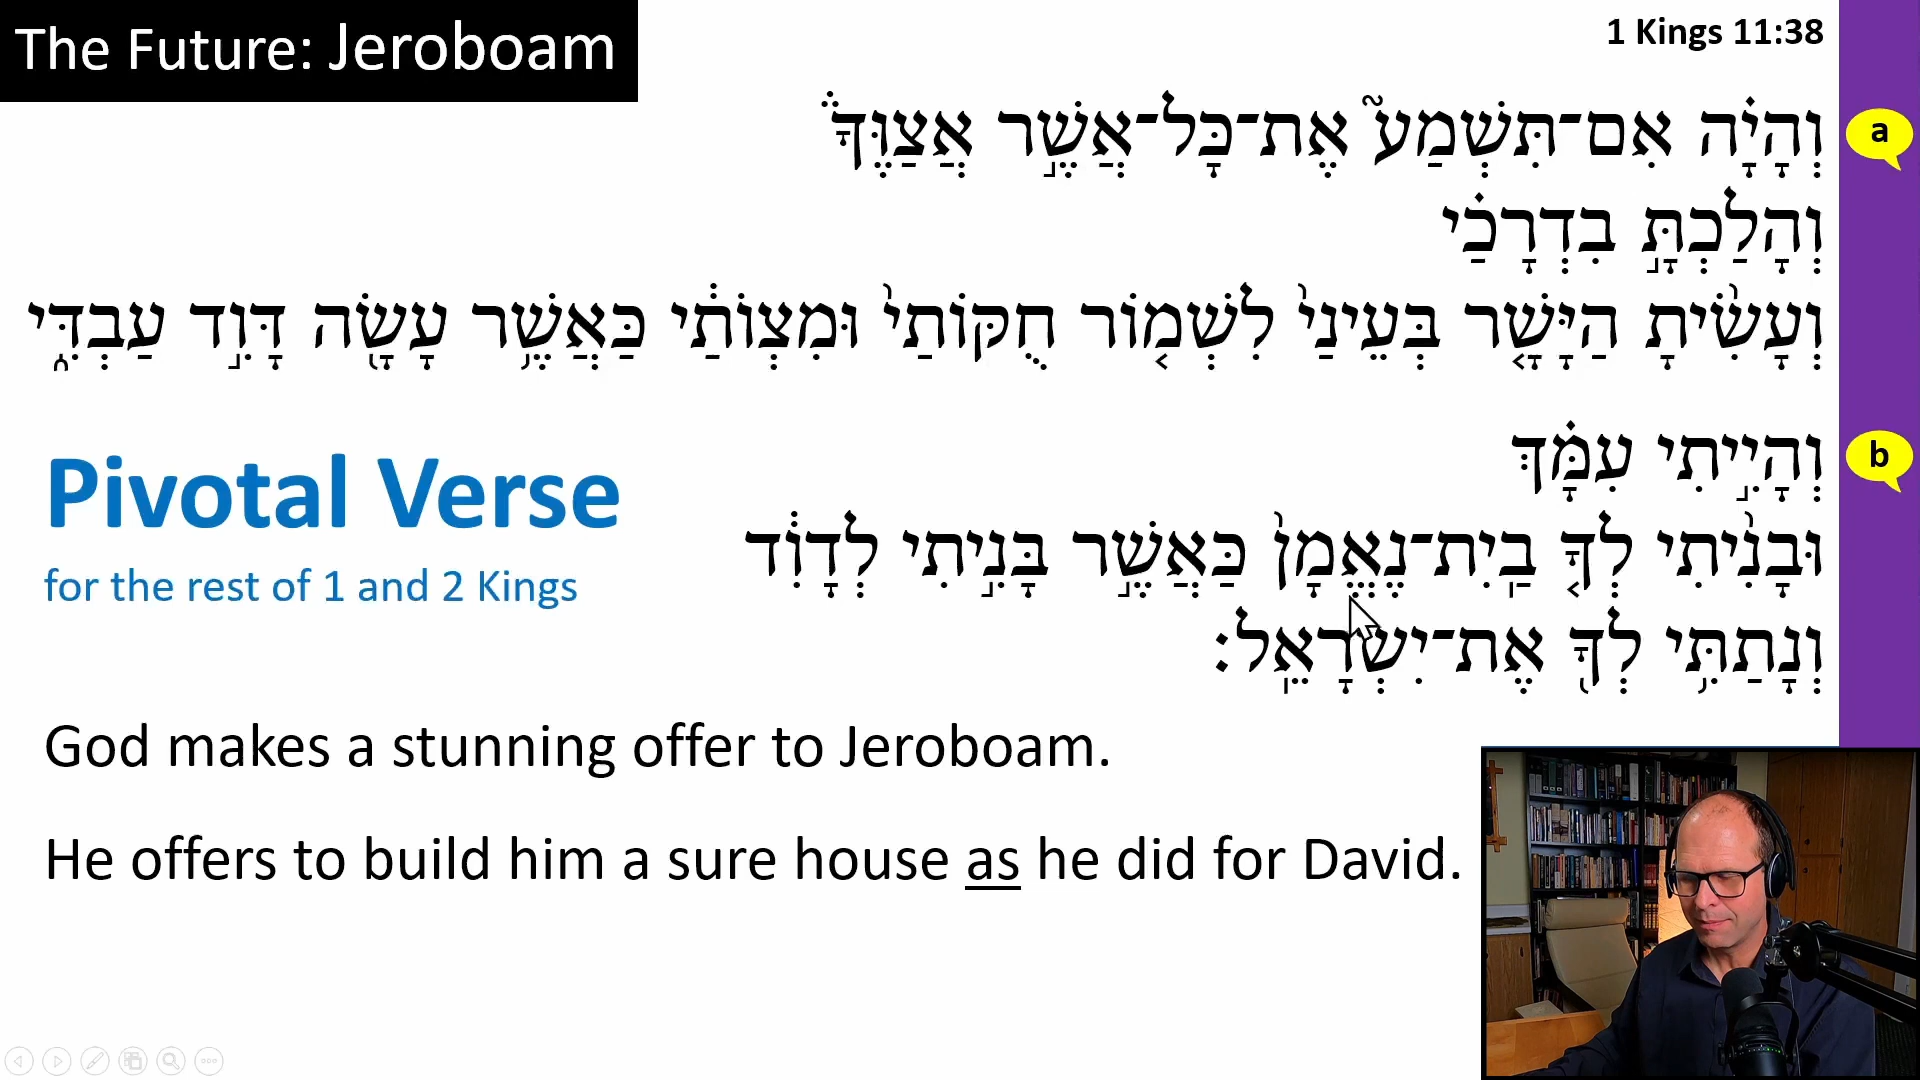 The Future: Jeroboam
1 Kings 11:38
a
וְהָיָ֗ה אִם־תִּשְׁמַע֮ אֶת־כָּל־אֲשֶׁ֣ר אֲצַוֶּךָ֒
וְהָלַכְתָּ֣ בִדְרָכַ֗י
וְעָשִׂ֨יתָ הַיָּשָׁ֤ר בְּעֵינַי֙ לִשְׁמ֤וֹר חֻקּוֹתַי֙ וּמִצְוֺתַ֔י כַּאֲשֶׁ֥ר עָשָׂ֖ה דָּוִ֣ד עַבְדִּ֑י
b
וְהָיִ֣יתִי עִמָּ֗ךְ
וּבָנִ֨יתִי לְךָ֤ בַֽיִת־נֶאֱמָן֙ כַּאֲשֶׁ֣ר בָּנִ֣יתִי לְדָוִ֔ד
וְנָתַתִּ֥י לְךָ֖ אֶת־יִשְׂרָאֵֽל׃
Pivotal Verse
for the rest of 1 and 2 Kings
God makes a stunning offer to Jeroboam.
He offers to build him a sure house as he did for David.